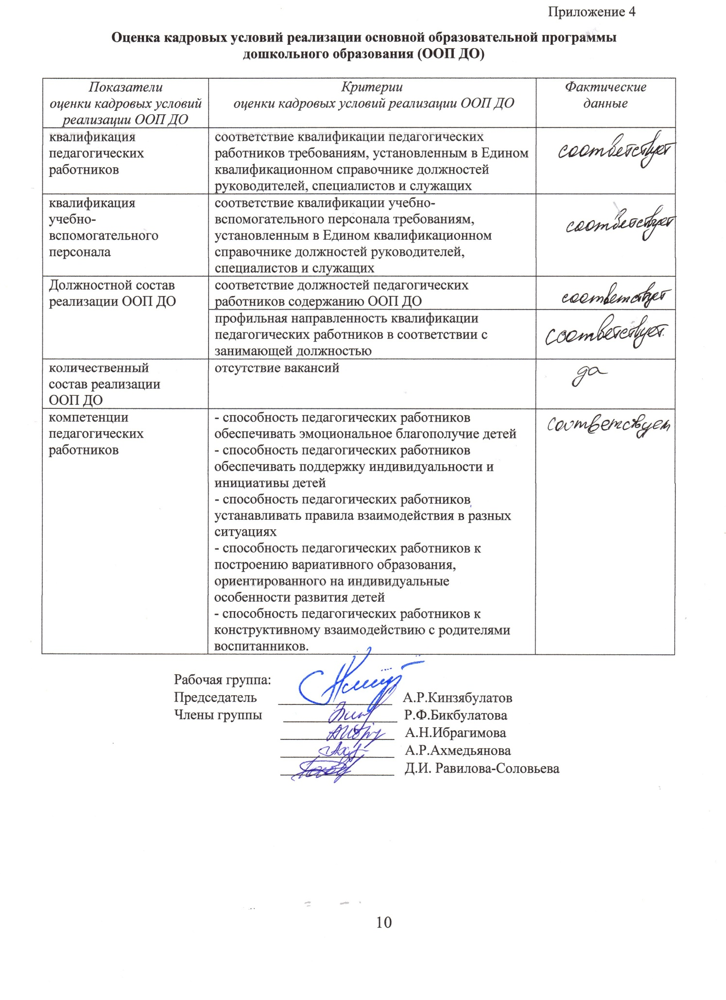 Приложение 4
Оценка кадровых условий реализации основной образовательной программы
дошкольного образования (ООП ДО)
Показатели
оценки кадровых условий
реализации ООП ДО
Критерии
оценки кадровых условий реализации ООП ДО
Фактические
данные
квалификация
педагогических
работников
соответствие квалификации педагогических
работников требованиям, установленным в Едином
квалификационном справочнике должностей
руководителей, специалистов и служащих
соответствует
квалификация
учебно-
вспомогательного
персонала
соответствие квалификации учебно-
вспомогательного персонала требованиям,
установленным в Едином квалификационном
справочнике должностей руководителей,
специалистов и служащих
соответствует
Должностной состав
реализации ООП ДО
соответствие должностей педагогических
работников содержанию ООП ДО
соответствует
профильная направленность квалификации
педагогических работников в соответствии с
занимающей должностью
соответствует.
количественный
состав реализации
ООП ДО
отсутствие вакансий
да
компетенции
педагогических
работников
- способность педагогических работников
обеспечивать эмоциональное благополучие детей
- способность педагогических работников
обеспечивать поддержку индивидуальности и
инициативы детей
- способность педагогических работников
устанавливать правила взаимодействия в разных
ситуациях
- способность педагогических работников к
построению вариативного образования,
ориентированного на индивидуальные
особенности развития детей
- способность педагогических работников к
конструктивному взаимодействию с родителями
воспитанников.
соответствует
Рабочая группа:
Председатель А.Р.Кинзябулатов
Члены группы Р.Ф.Бикбулатова
А.Н.Ибрагимова
А.Р.Ахмедьянова
Д.И. Равилова-Соловьева
10